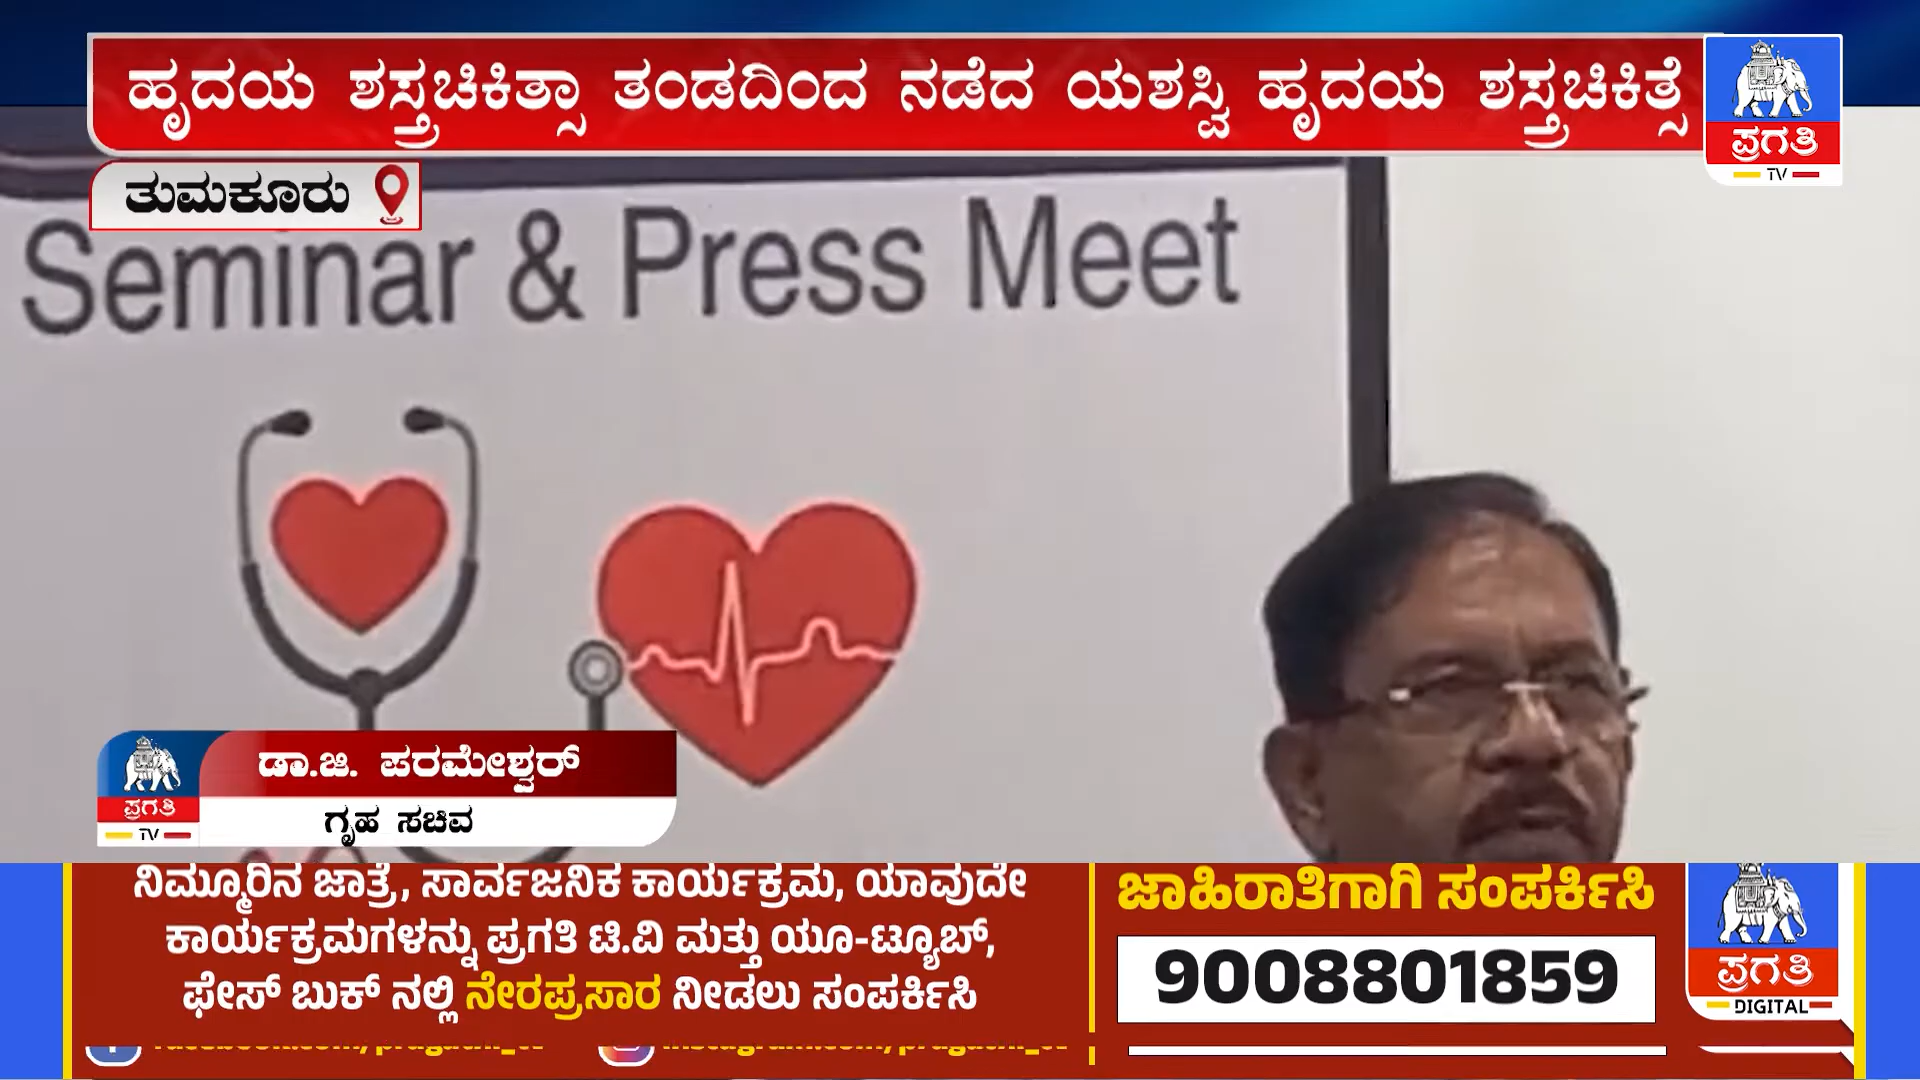 ಹೃದಯ ಶಸ್ತ್ರಚಿಕಿತ್ಸಾ ತಂಡದಿಂದ ನಡೆದ ಯಶಸ್ವಿ ಹೃದಯ ಶಸ್ತ್ರಚಿಕಿತ್ಸೆ
ಪ್ರಗತಿ
TV
ತುಮಕೂರು
Seminar & Press Meet
ಡಾ.ಜಿ. ಪರಮೇಶ್ವರ್
ಗೃಹ ಸಚಿವ
ಪ್ರಗತಿ
TV
ನಿಮ್ಮೂರಿನ ಜಾತ್ರೆ, ಸಾರ್ವಜನಿಕ ಕಾರ್ಯಕ್ರಮ, ಯಾವುದೇ
ಕಾರ್ಯಕ್ರಮಗಳನ್ನು ಪ್ರಗತಿ ಟಿ.ವಿ ಮತ್ತು ಯೂ-ಟ್ಯೂಬ್,
ಫೇಸ್ ಬುಕ್ ನಲ್ಲಿ ನೇರಪ್ರಸಾರ ನೀಡಲು ಸಂಪರ್ಕಿಸಿ
ಜಾಹಿರಾತಿಗಾಗಿ ಸಂಪರ್ಕಿಸಿ
9008801859
ಪ್ರಗತಿ
DIGITAL